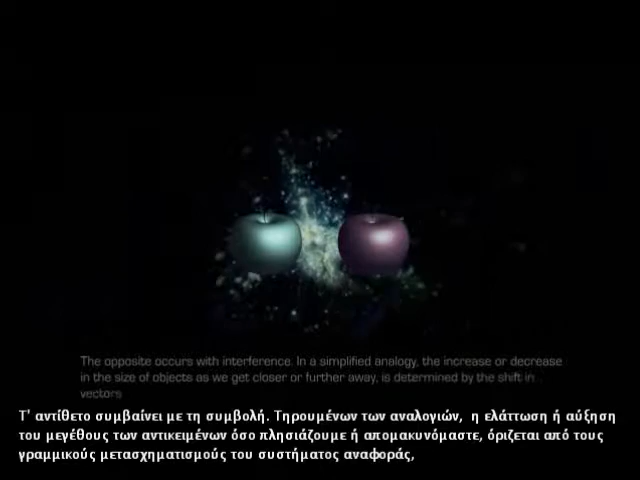 The opposite occurs with interference. In a simplified analogy, the increase or decrease
in the size of objects as we get closer or further away, is determined by the shift in
vectors
Τ' αντίθετο συμβαίνει με τη συμβολή. Τηρουμένων των αναλογιών, η ελάττωση ή αύξηση
του μεγέθους των αντικειμένων όσο πλησιάζουμε ή απομακυνόμαστε, όριζεται από τους
γραμμικούς μετασχηματισμούς του συστήματος αναφοράς,